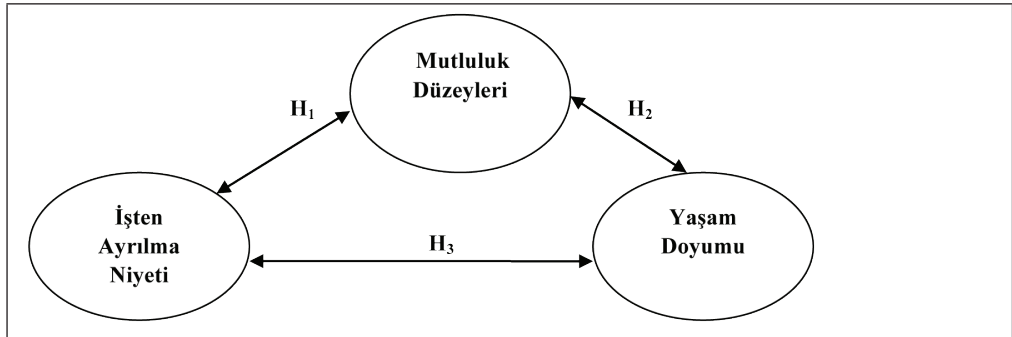 Mutluluk
Düzeyleri
H₁
H₂
İşten
Ayrılma
Niyeti
Yaşam
Doyumu
H₃